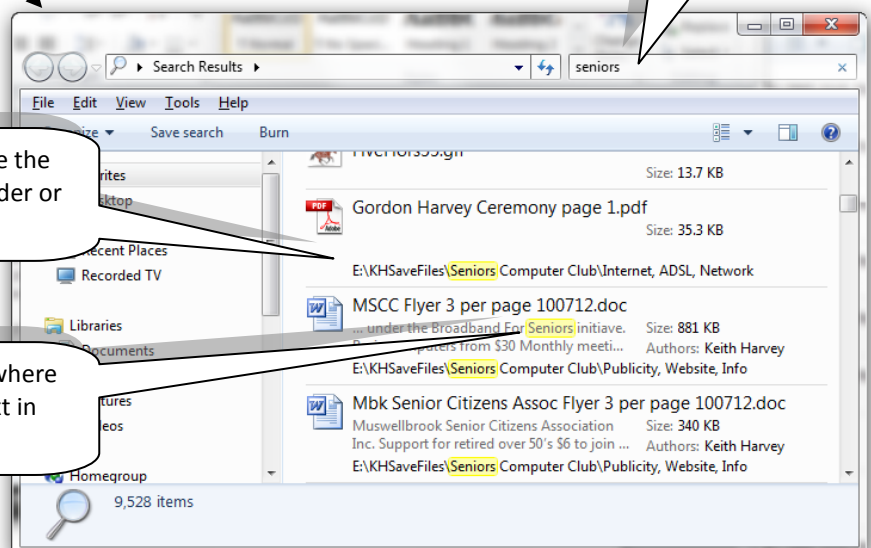 Search Results
seniors
File Edit View Tools Help
Save search Burn
e the
der or
rites
ktop
Recent Places
Recorded TV
Libraries
Documents
where
t in
tures
eos
Homegroup
Size: 13.7 KB
Gordon Harvey Ceremony page 1.pdf
Size: 35.3 KB
E:\KHSaveFiles\Seniors Computer Club\Internet, ADSL, Network
MSCC Flyer 3 per page 100712.doc
... under the Broadband For Seniors initiave. Size: 881 KB
from $30 Monthly meeti... Authors: Keith Harvey
E:\KHSaveFiles\Seniors Computer Club\Publicity, Website, Info
Mbk Senior Citizens Assoc Flyer 3 per page 100712.doc
Muswellbrook Senior Citizens Association Size: 340 KB
Inc. Support for retired over 50's $6 to join ... Authors: Keith Harvey
E:\KHSaveFiles\Seniors Computer Club\Publicity, Website, Info
9,528 items